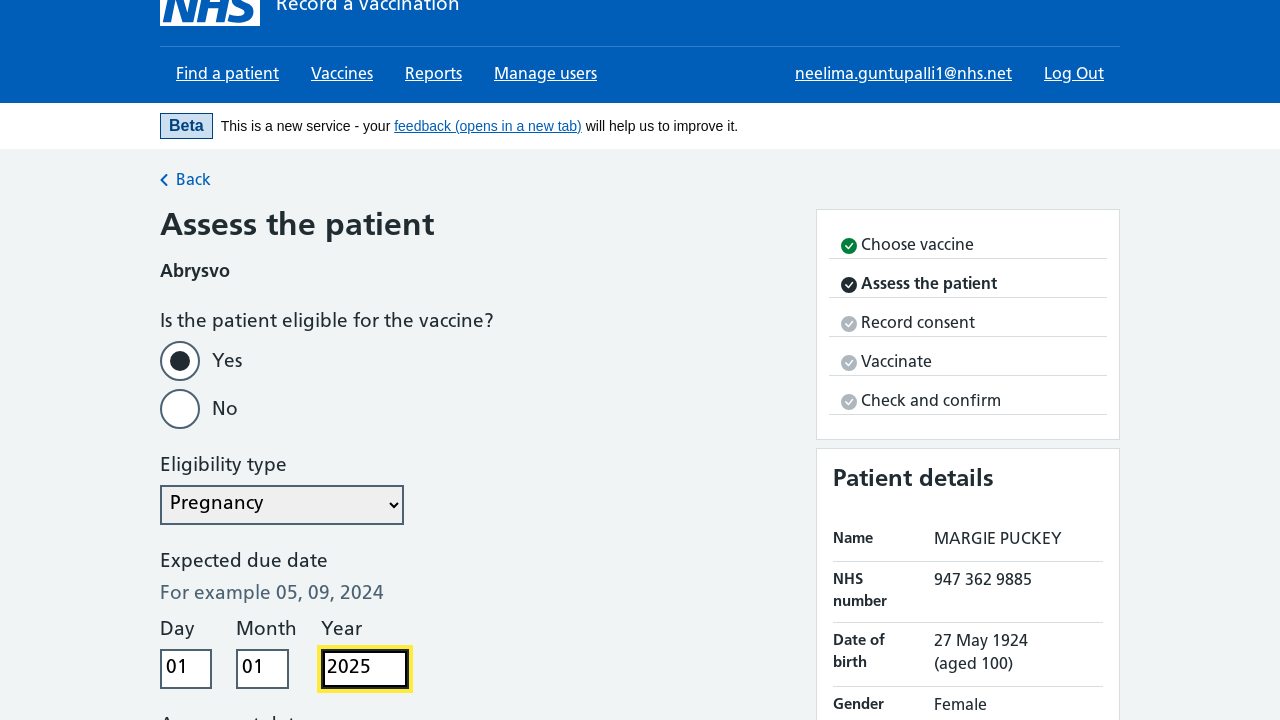 NHS Record a vaccination
Find a patient Vaccines Reports Manage users neelima.guntupalli1@nhs.net Log Out
Beta This is a new service - your feedback (opens in a new tab) will help us to improve it.
Back
Assess the patient
Abrysvo
Is the patient eligible for the vaccine?
Yes
No
Eligibility type
Pregnancy
Expected due date
For example 05, 09, 2024
Day Month Year
01 01 2025
Choose vaccine
Assess the patient
Record consent
Vaccinate
Check and confirm
Patient details
Name MARGIE PUCKEY
NHS number 947 362 9885
Date of birth 27 May 1924 (aged 100)
Gender Female